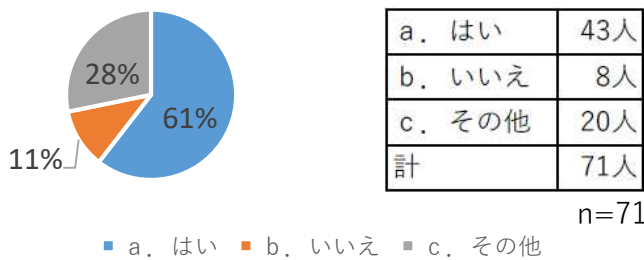 28%
61%
11%
a．はい 43人
b．いいえ 8人
c．その他 20人
計 71人
n=71
a．はい b．いいえ c．その他